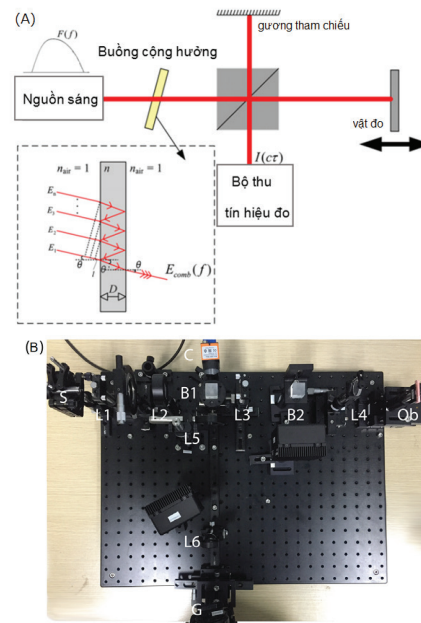 (A)
gương tham chiếu
F(f)
Buồng cộng hưởng
Nguồn sáng
vật đo
I(cτ)
Bộ thu
tín hiệu đo
n_air = 1
n
n_air = 1
E_n
E_3
E_2
E_1
θ
l
θ'
θ
D
E_comb(f)
(B)
C
S
L1
L2
B1
L3
B2
L4
Qb
L5
L6
G